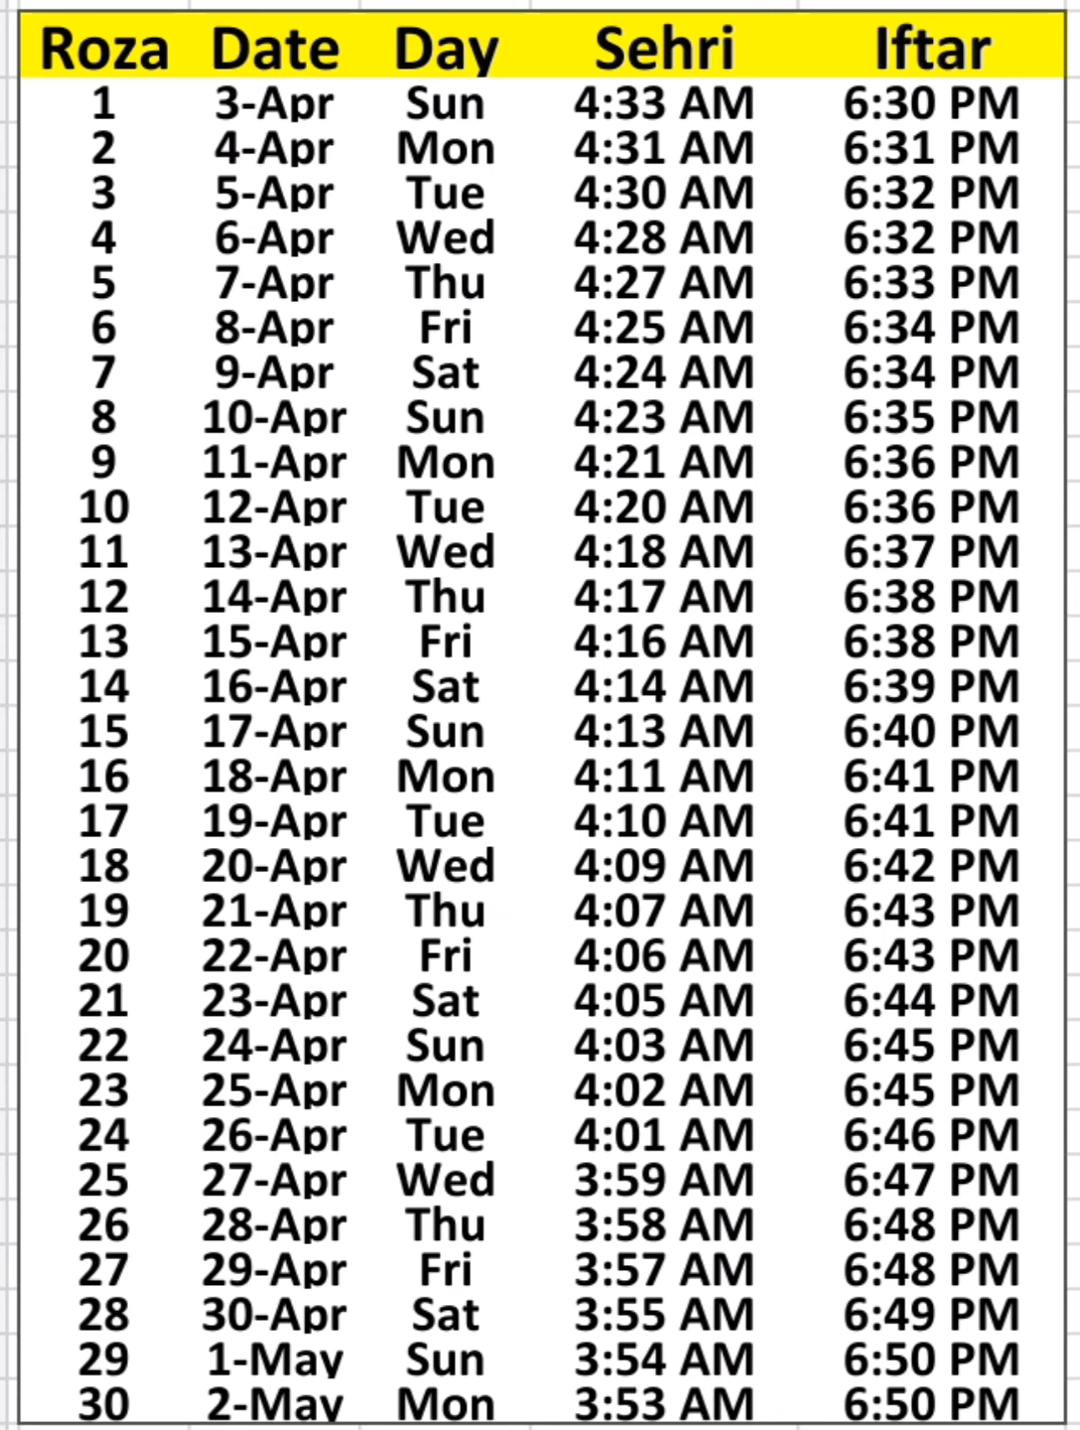 Roza Date Day Sehri Iftar
1 3-Apr Sun 4:33 AM 6:30 PM
2 4-Apr Mon 4:31 AM 6:31 PM
3 5-Apr Tue 4:30 AM 6:32 PM
4 6-Apr Wed 4:28 AM 6:32 PM
5 7-Apr Thu 4:27 AM 6:33 PM
6 8-Apr Fri 4:25 AM 6:34 PM
7 9-Apr Sat 4:24 AM 6:34 PM
8 10-Apr Sun 4:23 AM 6:35 PM
9 11-Apr Mon 4:21 AM 6:36 PM
10 12-Apr Tue 4:20 AM 6:36 PM
11 13-Apr Wed 4:18 AM 6:37 PM
12 14-Apr Thu 4:17 AM 6:38 PM
13 15-Apr Fri 4:16 AM 6:38 PM
14 16-Apr Sat 4:14 AM 6:39 PM
15 17-Apr Sun 4:13 AM 6:40 PM
16 18-Apr Mon 4:11 AM 6:41 PM
17 19-Apr Tue 4:10 AM 6:41 PM
18 20-Apr Wed 4:09 AM 6:42 PM
19 21-Apr Thu 4:07 AM 6:43 PM
20 22-Apr Fri 4:06 AM 6:43 PM
21 23-Apr Sat 4:05 AM 6:44 PM
22 24-Apr Sun 4:03 AM 6:45 PM
23 25-Apr Mon 4:02 AM 6:45 PM
24 26-Apr Tue 4:01 AM 6:46 PM
25 27-Apr Wed 3:59 AM 6:47 PM
26 28-Apr Thu 3:58 AM 6:48 PM
27 29-Apr Fri 3:57 AM 6:48 PM
28 30-Apr Sat 3:55 AM 6:49 PM
29 1-May Sun 3:54 AM 6:50 PM
30 2-May Mon 3:53 AM 6:50 PM